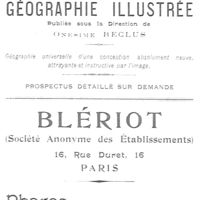 GÉOGRAPHIE ILLUSTRÉE
Publiée sous la Direction de
ONÉSIME RECLUS
Géographie universelle d'une conception absolument neuve,
attrayante et instructive par l'image.
PROSPECTUS DÉTAILLÉ SUR DEMANDE
BLÉRIOT
(Société Anonyme des Établissements)
16, Rue Duret, 16
PARIS
Phares